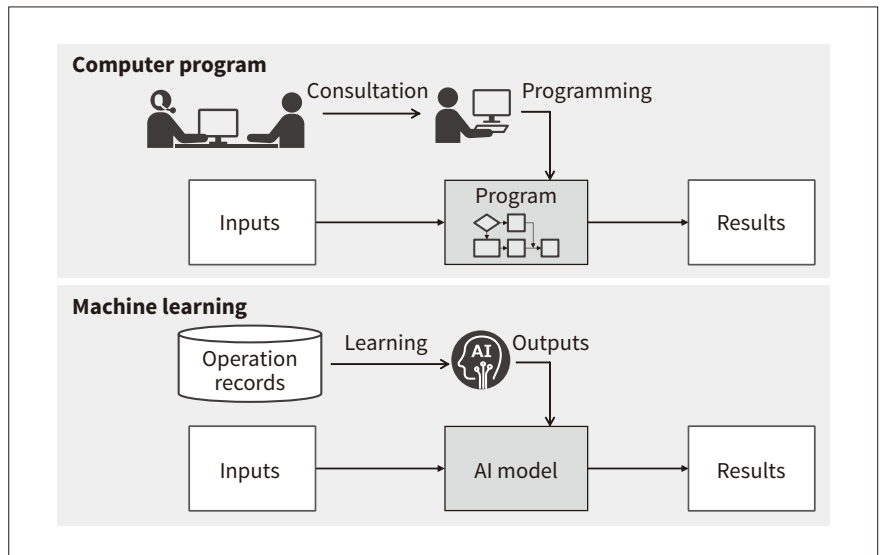 Computer program
Consultation
Programming
Inputs
Program
Results
Machine learning
Operation
records
Learning
AI
Outputs
Inputs
AI model
Results